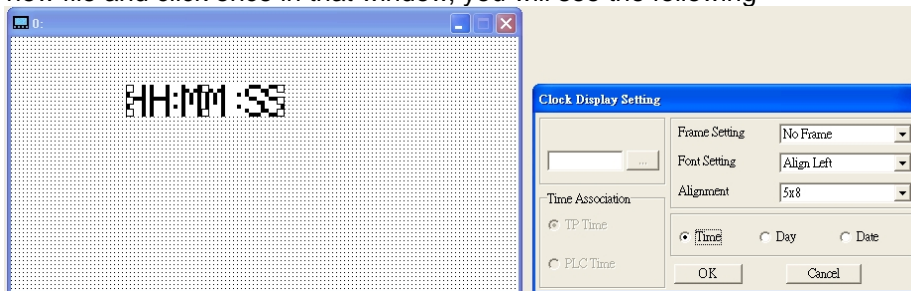 new file and click once in that window, you will see the following
0:
HH:MM :SS
Clock Display Setting
...
Time Association
TP Time
PLC Time
Frame Setting
No Frame
Font Setting
Align Left
Alignment
5x8
Time
Day
Date
OK
Cancel